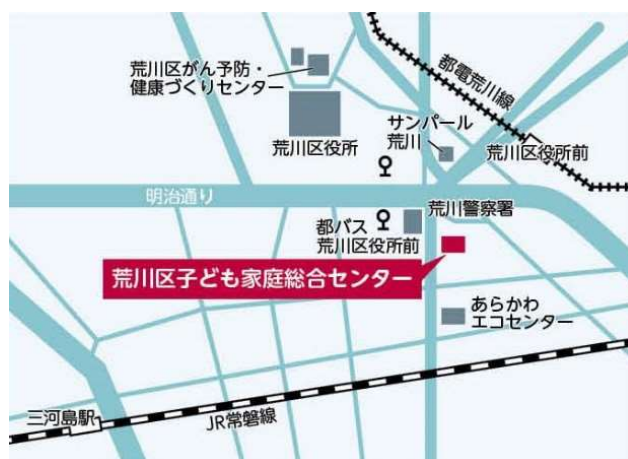 荒川区がん予防・
健康づくりセンター
都電荒川線
サンパール
荒川
荒川区役所前
荒川区役所
明治通り
都バス
荒川区役所前
荒川警察署
荒川区子ども家庭総合センター
あらかわ
エコセンター
三河島駅
JR常磐線